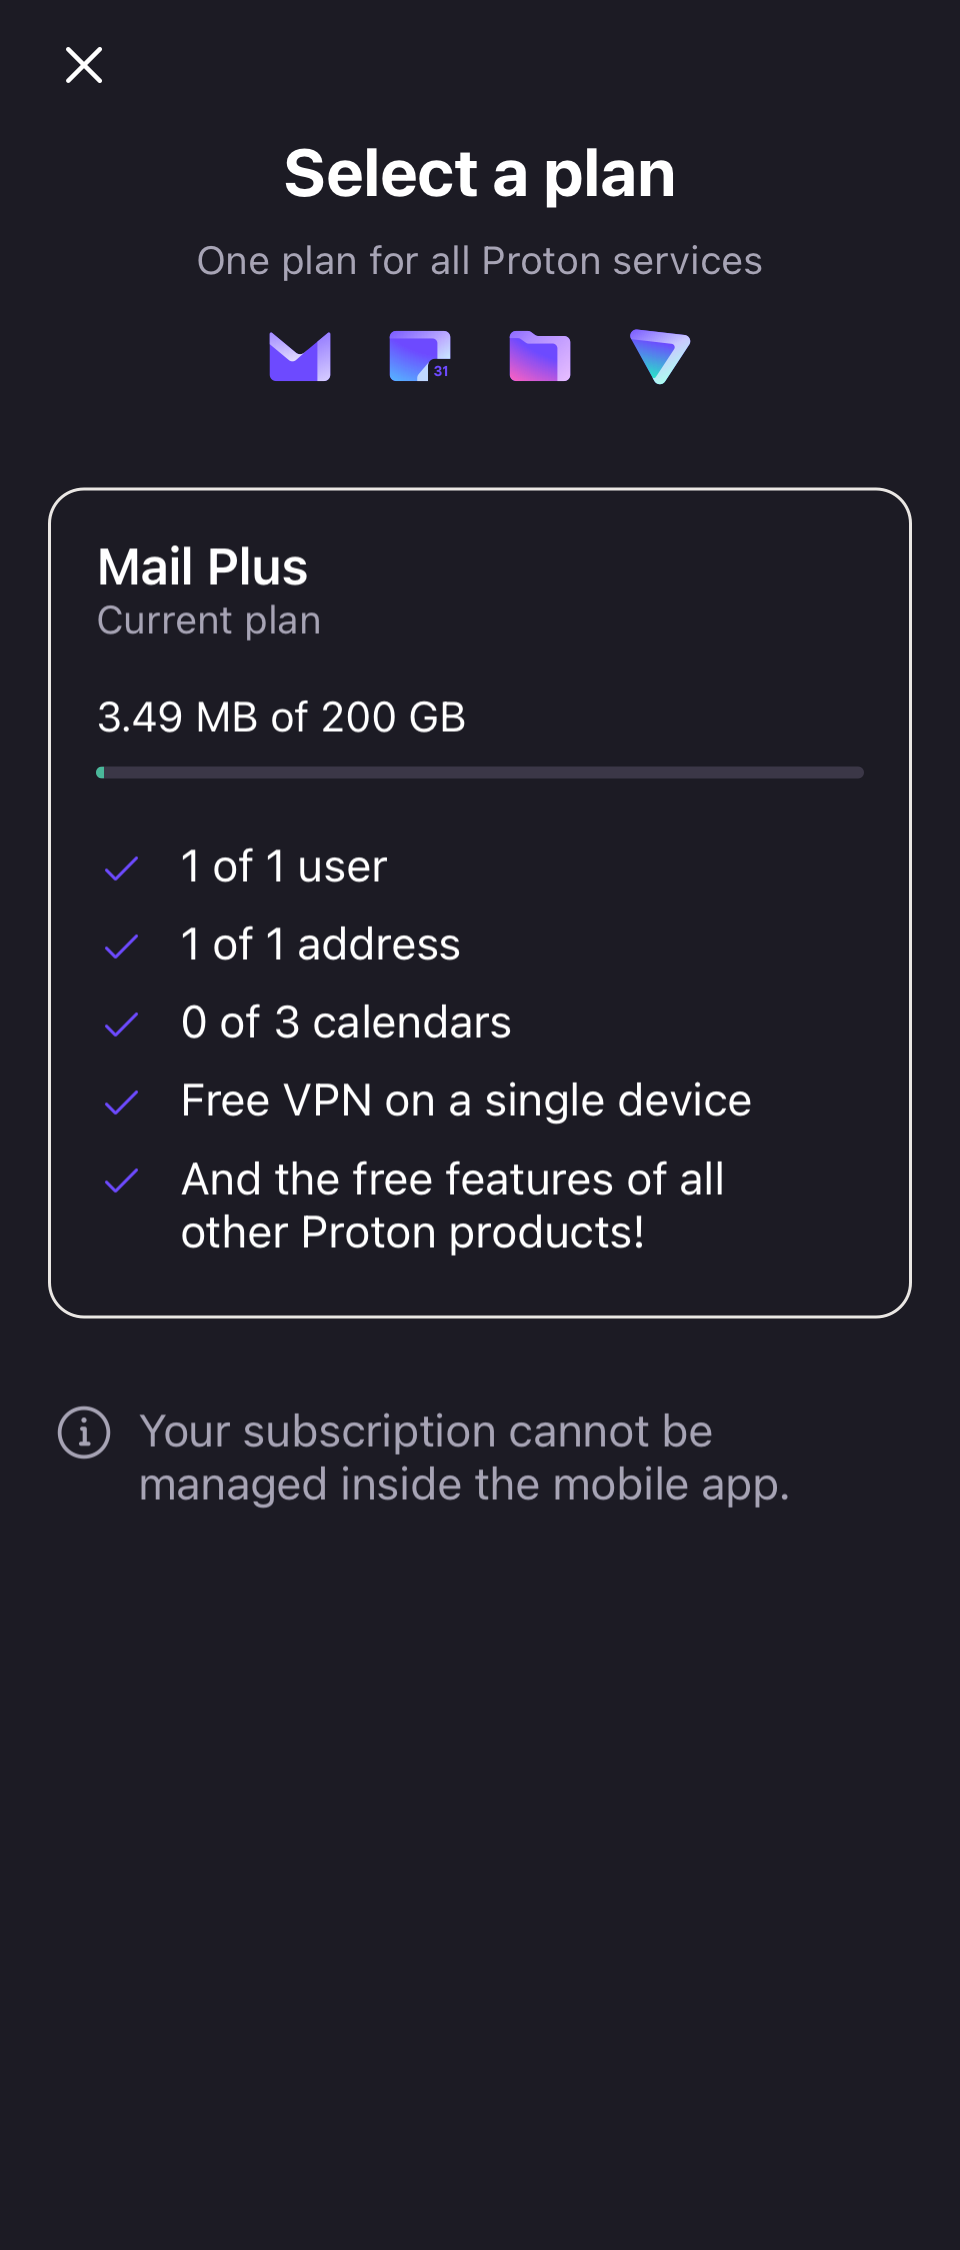 Select a plan
One plan for all Proton services
31
Mail Plus
Current plan
3.49 MB of 200 GB
1 of 1 user
1 of 1 address
0 of 3 calendars
Free VPN on a single device
And the free features of all
other Proton products!
Your subscription cannot be
managed inside the mobile app.